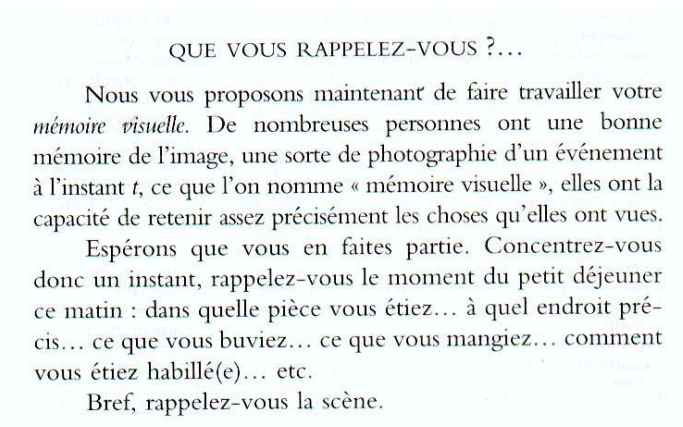 QUE VOUS RAPPELEZ-VOUS ?...
Nous vous proposons maintenant de faire travailler votre
mémoire visuelle. De nombreuses personnes ont une bonne
mémoire de l'image, une sorte de photographie d'un événement
à l'instant t, ce que l'on nomme « mémoire visuelle », elles ont la
capacité de retenir assez précisément les choses qu'elles ont vues.
Espérons que vous en faites partie. Concentrez-vous
donc un instant, rappelez-vous le moment du petit déjeuner
ce matin : dans quelle pièce vous étiez... à quel endroit pré-
cis... ce que vous buviez... ce que vous mangiez... comment
vous étiez habillé(e)... etc.
Bref, rappelez-vous la scène.